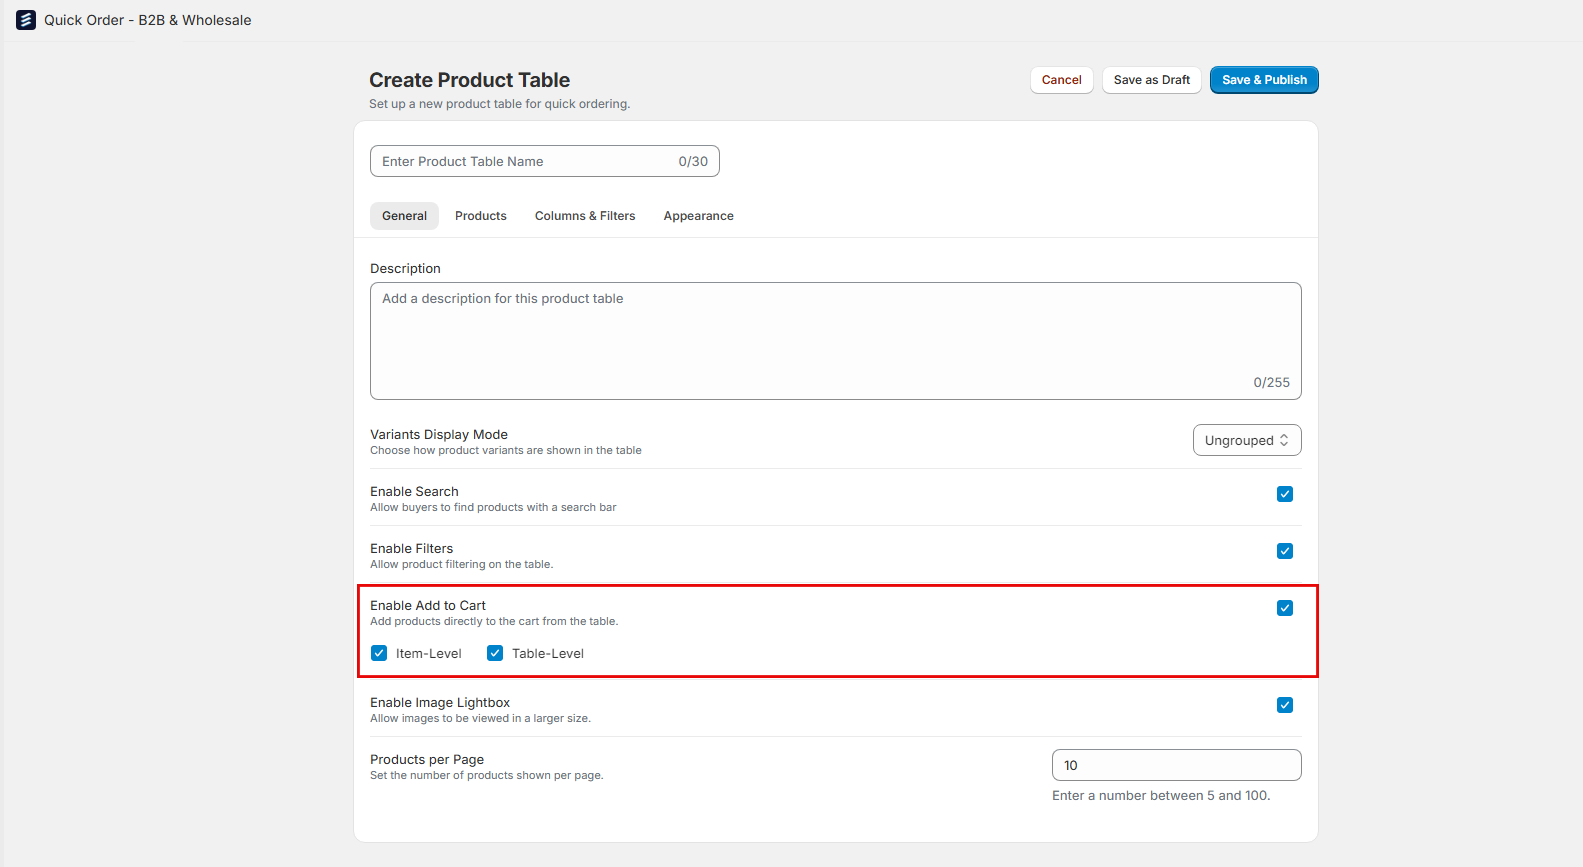 Quick Order - B2B & Wholesale
Create Product Table
Cancel
Save as Draft
Save & Publish
Set up a new product table for quick ordering.
Enter Product Table Name
0/30
General
Products
Columns & Filters
Appearance
Description
Add a description for this product table
0/255
Variants Display Mode
Choose how product variants are shown in the table
Ungrouped
Enable Search
Allow buyers to find products with a search bar
Enable Filters
Allow product filtering on the table.
Enable Add to Cart
Add products directly to the cart from the table.
Item-Level
Table-Level
Enable Image Lightbox
Allow images to be viewed in a larger size.
Products per Page
Set the number of products shown per page.
10
Enter a number between 5 and 100.